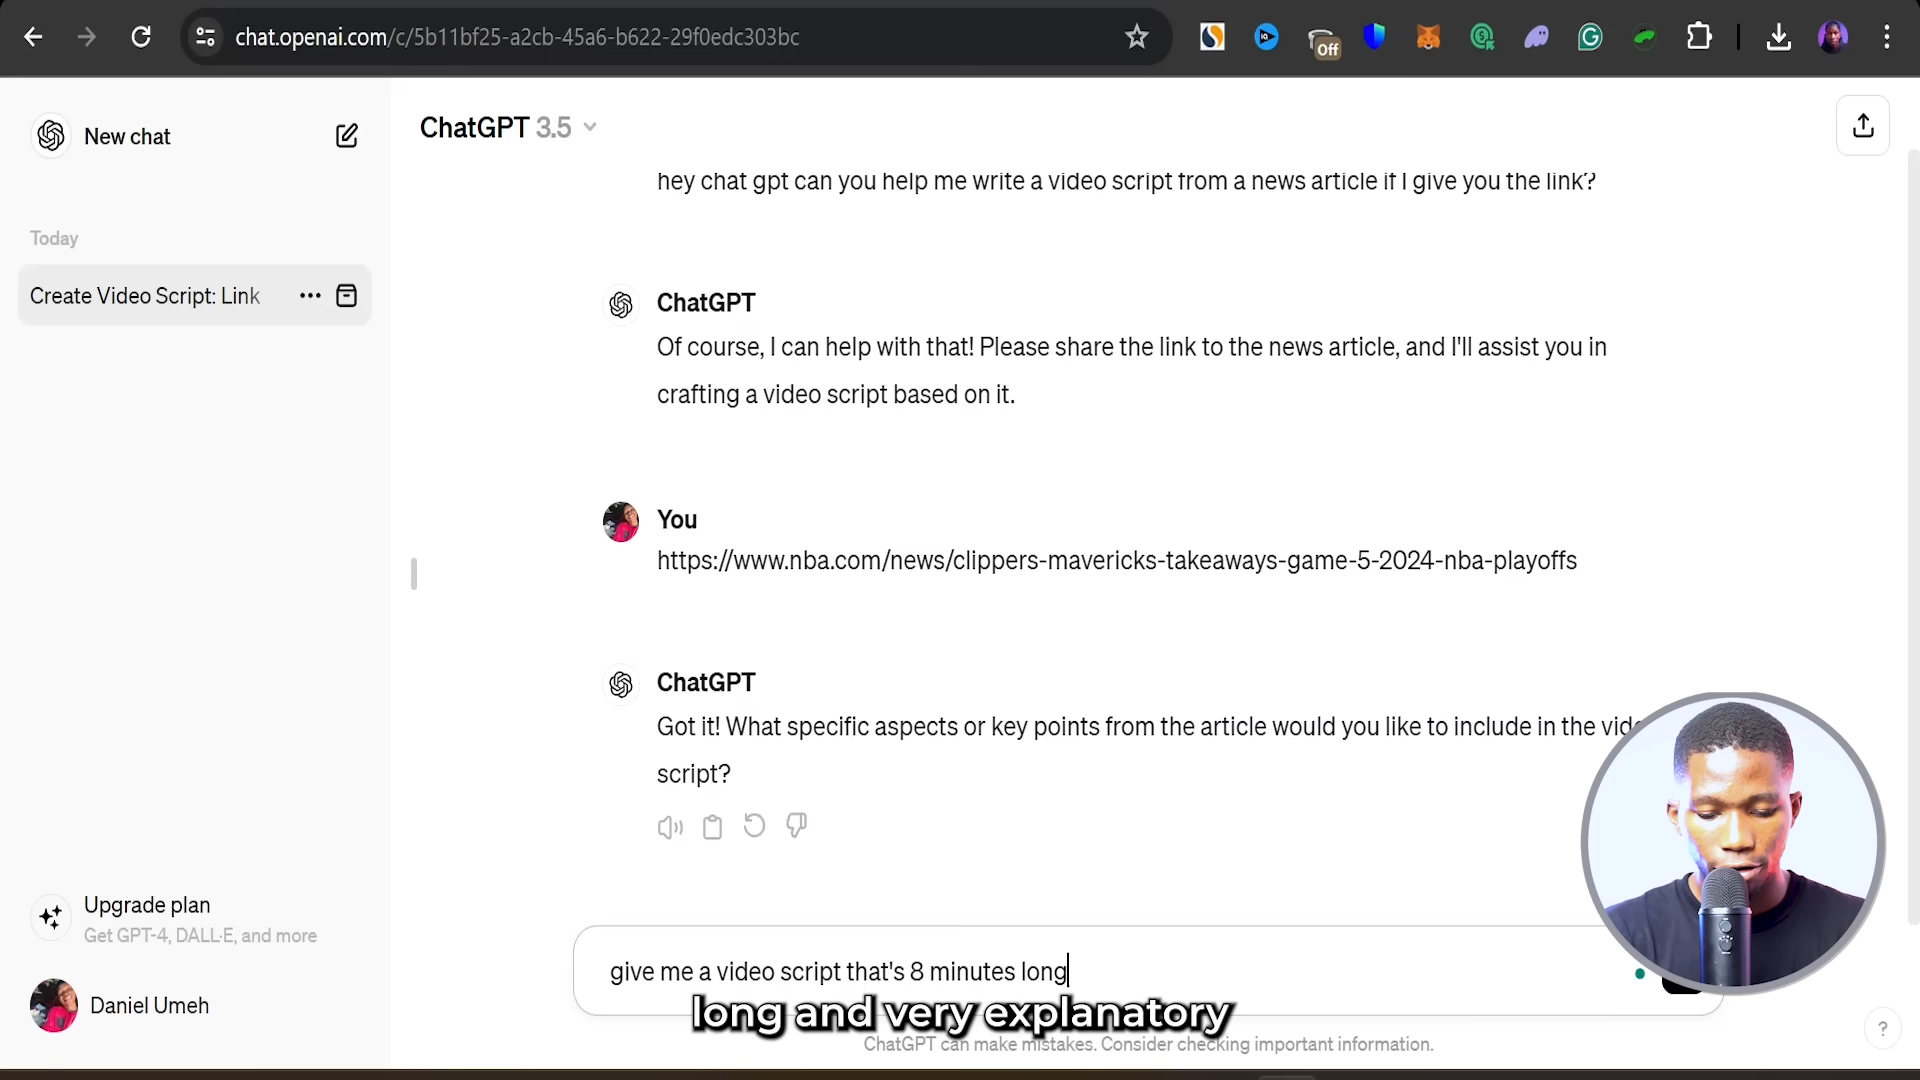 chat.openai.com/c/5b11bf25-a2cb-45a6-b622-29f0edc303bc
Off
New chat
ChatGPT 3.5
hey chat gpt can you help me write a video script from a news article if I give you the link?
Today
Create Video Script: Link
ChatGPT
Of course, I can help with that! Please share the link to the news article, and I'll assist you in
crafting a video script based on it.
You
https://www.nba.com/news/clippers-mavericks-takeaways-game-5-2024-nba-playoffs
ChatGPT
Got it! What specific aspects or key points from the article would you like to include in the
script?
Upgrade plan
Get GPT-4, DALL·E, and more
Daniel Umeh
give me a video script that's 8 minutes long
long and very explanatory
ChatGPT can make mistakes. Consider checking important information.
?